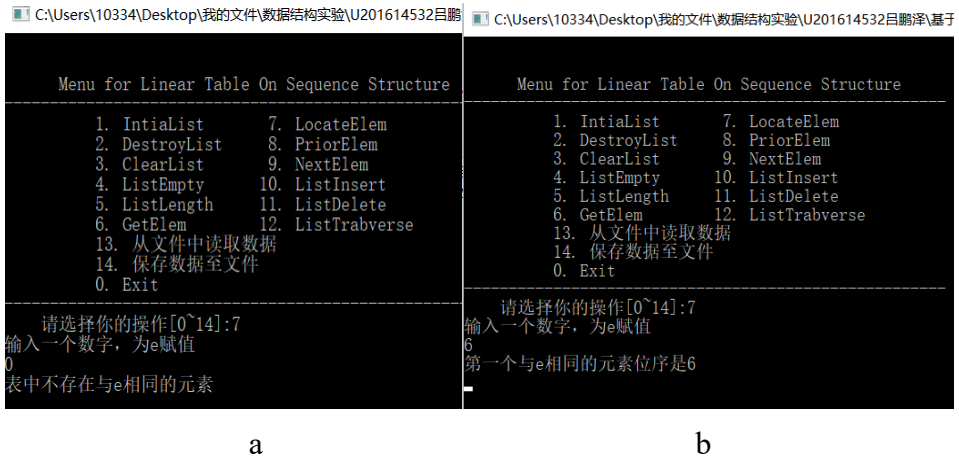 C:\Users\10334\Desktop\我的文件\数据结构实验\U201614532吕鹏
Menu for Linear Table On Sequence Structure
1. IntiaList 7. LocateElem
2. DestroyList 8. PriorElem
3. ClearList 9. NextElem
4. ListEmpty 10. ListInsert
5. ListLength 11. ListDelete
6. GetElem 12. ListTrabverse
13. 从文件中读取数据
14. 保存数据至文件
0. Exit
请选择你的操作[0~14]:7
输入一个数字，为e赋值
0
表中不存在与e相同的元素
a
C:\Users\10334\Desktop\我的文件\数据结构实验\U201614532吕鹏泽\基于
Menu for Linear Table On Sequence Structure
1. IntiaList 7. LocateElem
2. DestroyList 8. PriorElem
3. ClearList 9. NextElem
4. ListEmpty 10. ListInsert
5. ListLength 11. ListDelete
6. GetElem 12. ListTrabverse
13. 从文件中读取数据
14. 保存数据至文件
0. Exit
请选择你的操作[0~14]:7
输入一个数字，为e赋值
6
第一个与e相同的元素位序是6
b